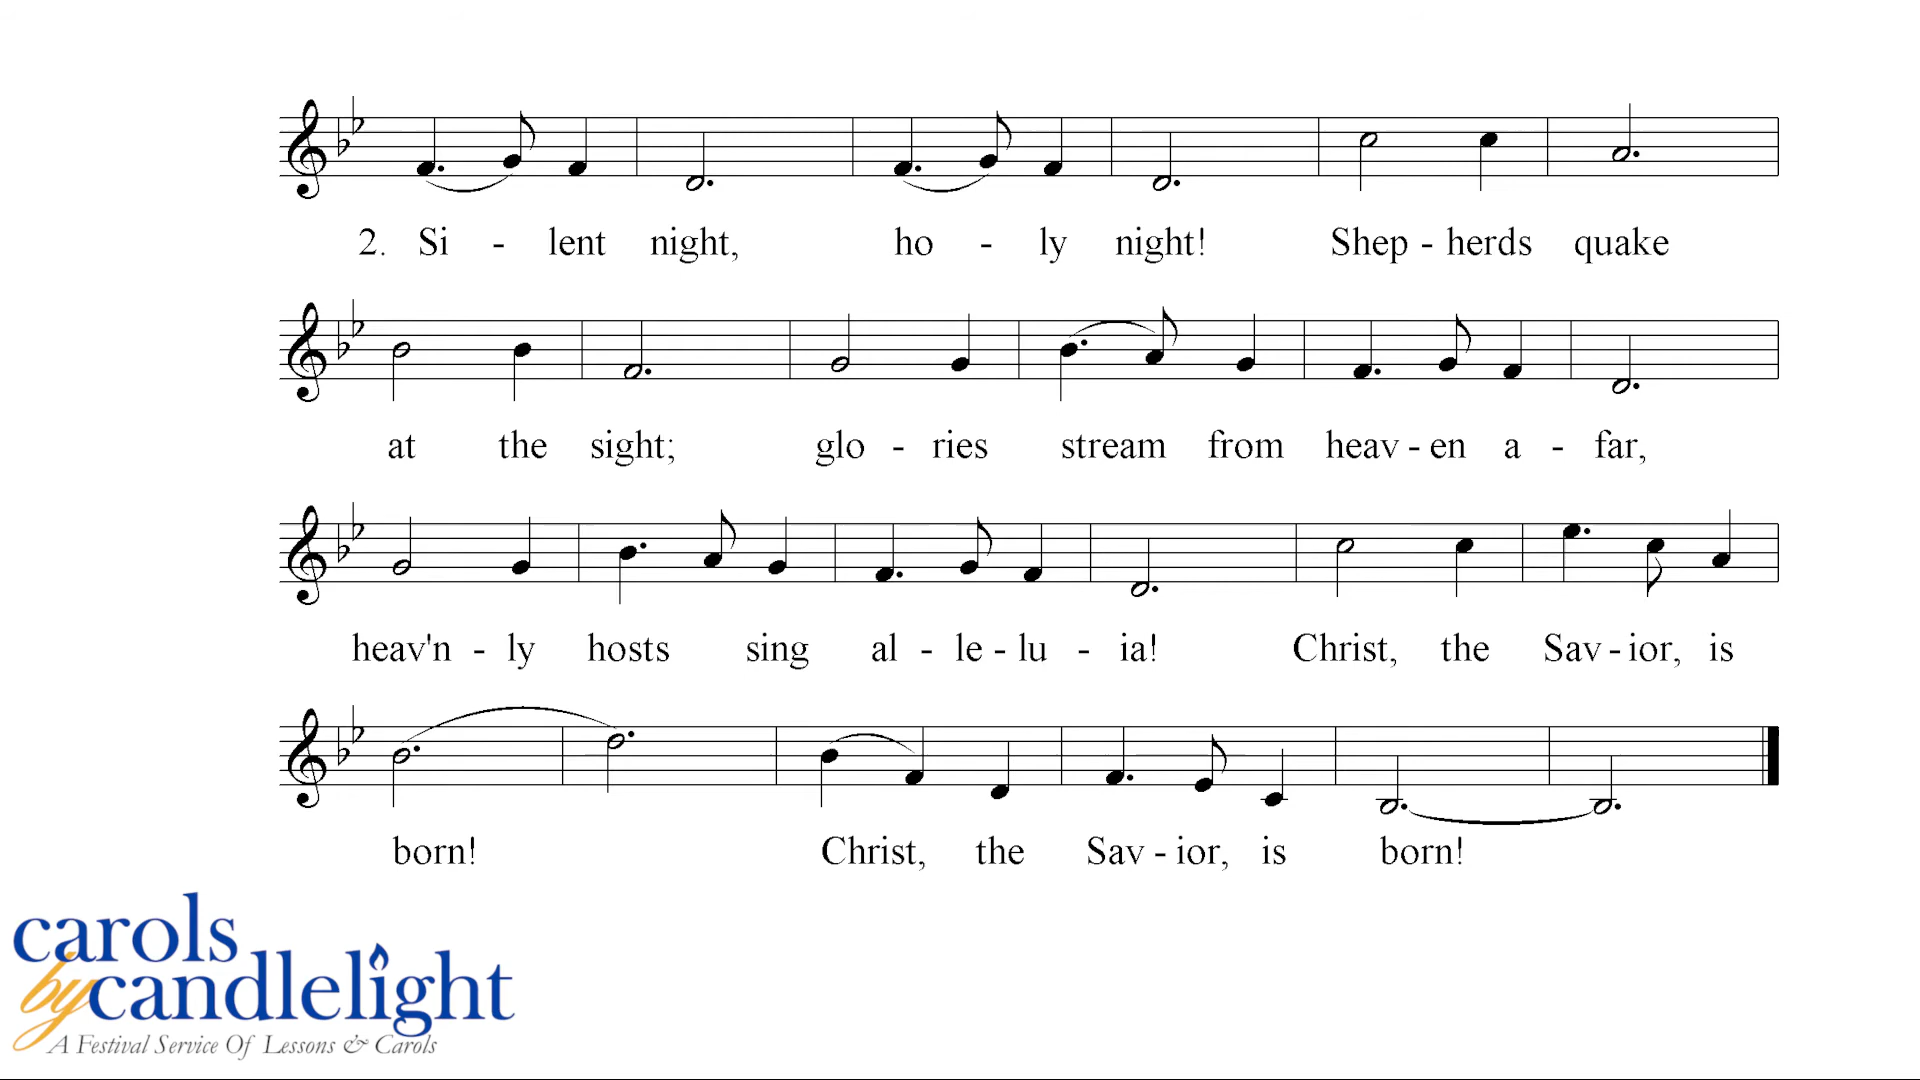 2. Si - lent night, ho - ly night! Shep - herds quake
at the sight; glo - ries stream from heav - en a - far,
heav'n - ly hosts sing al - le - lu - ia! Christ, the Sav - ior, is
born! Christ, the Sav - ior, is born!
carols
by candlelight
A Festival Service Of Lessons & Carols